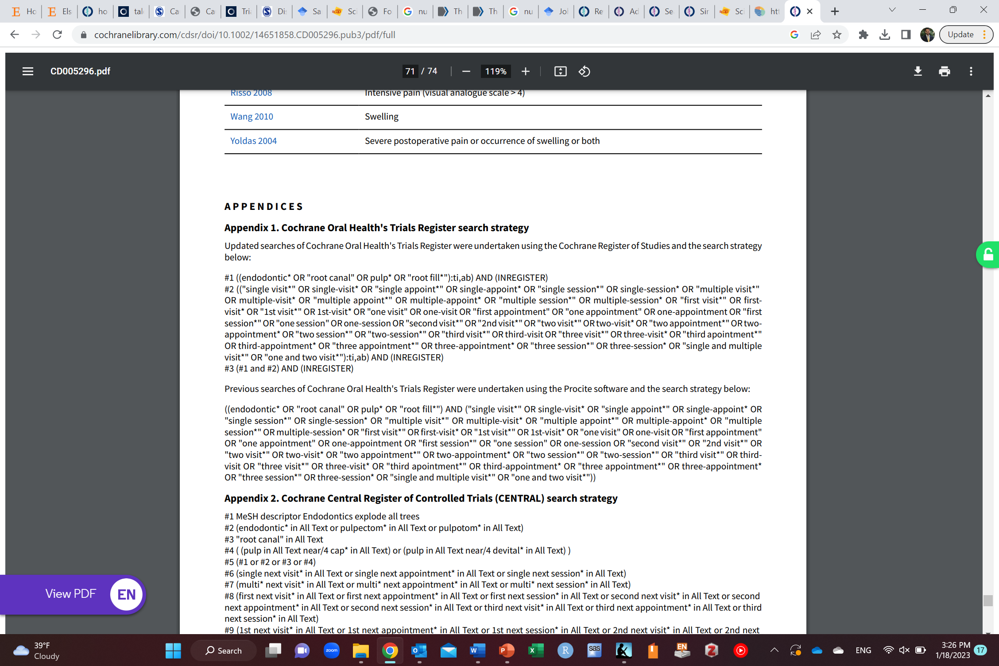 Ho
Els
ho
tal
Ca
Ca
Tri
Di
Sa
Sci
Fo
nu
Th
Th
nu
Jo
Re
Ad
Se
Sir
Sci
htt
cochranelibrary.com/cdsr/doi/10.1002/14651858.CD005296.pub3/pdf/full
Update
CD005296.pdf
71 / 74
119%
Risso 2008 Intensive pain (visual analogue scale > 4)
Wang 2010 Swelling
Yoldas 2004 Severe postoperative pain or occurrence of swelling or both
APPENDICES
Appendix 1. Cochrane Oral Health's Trials Register search strategy
Updated searches of Cochrane Oral Health's Trials Register were undertaken using the Cochrane Register of Studies and the search strategy
below:
#1 ((endodontic* OR "root canal" OR pulp* OR "root fill*"):ti,ab) AND (INREGISTER)
#2 (("single visit*" OR single-visit* OR "single appoint*" OR single-appoint* OR "single session*" OR single-session* OR "multiple visit*"
OR multiple-visit* OR "multiple appoint*" OR multiple-appoint* OR "multiple session*" OR multiple-session* OR "first visit*" OR first-
visit* OR "1st visit*" OR 1st-visit* OR "one visit" OR one-visit OR "first appointment" OR "one appointment" OR one-appointment OR "first
session*" OR "one session" OR one-session OR "second visit*" OR "2nd visit*" OR "two visit*" OR two-visit* OR "two appointment*" OR two-
appointment* OR "two session*" OR "two-session*" OR "third visit*" OR third-visit OR "three visit*" OR three-visit* OR "third apointment*"
OR third-appointment* OR "three appointment*" OR three-appointment* OR "three session*" OR three-session* OR "single and multiple
visit*" OR "one and two visit*"):ti,ab) AND (INREGISTER)
#3 (#1 and #2) AND (INREGISTER)
Previous searches of Cochrane Oral Health's Trials Register were undertaken using the Procite software and the search strategy below:
((endodontic* OR "root canal" OR pulp* OR "root fill*") AND ("single visit*" OR single-visit* OR "single appoint*" OR single-appoint* OR
"single session*" OR single-session* OR "multiple visit*" OR multiple-visit* OR "multiple appoint*" OR multiple-appoint* OR "multiple
session*" OR multiple-session* OR "first visit*" OR first-visit* OR "1st visit*" OR 1st-visit* OR "one visit" OR one-visit OR "first appointment"
OR "one appointment" OR one-appointment OR "first session*" OR "one session" OR one-session OR "second visit*" OR "2nd visit*" OR
"two visit*" OR two-visit* OR "two appointment*" OR two-appointment* OR "two session*" OR "two-session*" OR "third visit*" OR third-
visit OR "three visit*" OR three-visit* OR "third apointment*" OR third-appointment* OR "three appointment*" OR three-appointment*
OR "three session*" OR three-session* OR "single and multiple visit*" OR "one and two visit*"))
Appendix 2. Cochrane Central Register of Controlled Trials (CENTRAL) search strategy
#1 MeSH descriptor Endodontics explode all trees
#2 (endodontic* in All Text or pulpectom* in All Text or pulpotom* in All Text)
#3 "root canal" in All Text
#4 ( (pulp in All Text near/4 cap* in All Text) or (pulp in All Text near/4 devital* in All Text) )
#5 (#1 or #2 or #3 or #4)
#6 (single next visit* in All Text or single next appointment* in All Text or single next session* in All Text)
#7 (multi* next visit* in All Text or multi* next appointment* in All Text or multi* next session* in All Text)
#8 (first next visit* in All Text or first next appointment* in All Text or first next session* in All Text or second next visit* in All Text or second
next appointment* in All Text or second next session* in All Text or third next visit* in All Text or third next appointment* in All Text or third
next session* in All Text)
#9 (1st next visit* in All Text or 1st next appointment* in All Text or 1st next session* in All Text or 2nd next visit* in All Text or 2nd next
View PDF EN
39°F
Cloudy
Search
zoom
sas
EN
ENG
3:26 PM
1/18/2023
17